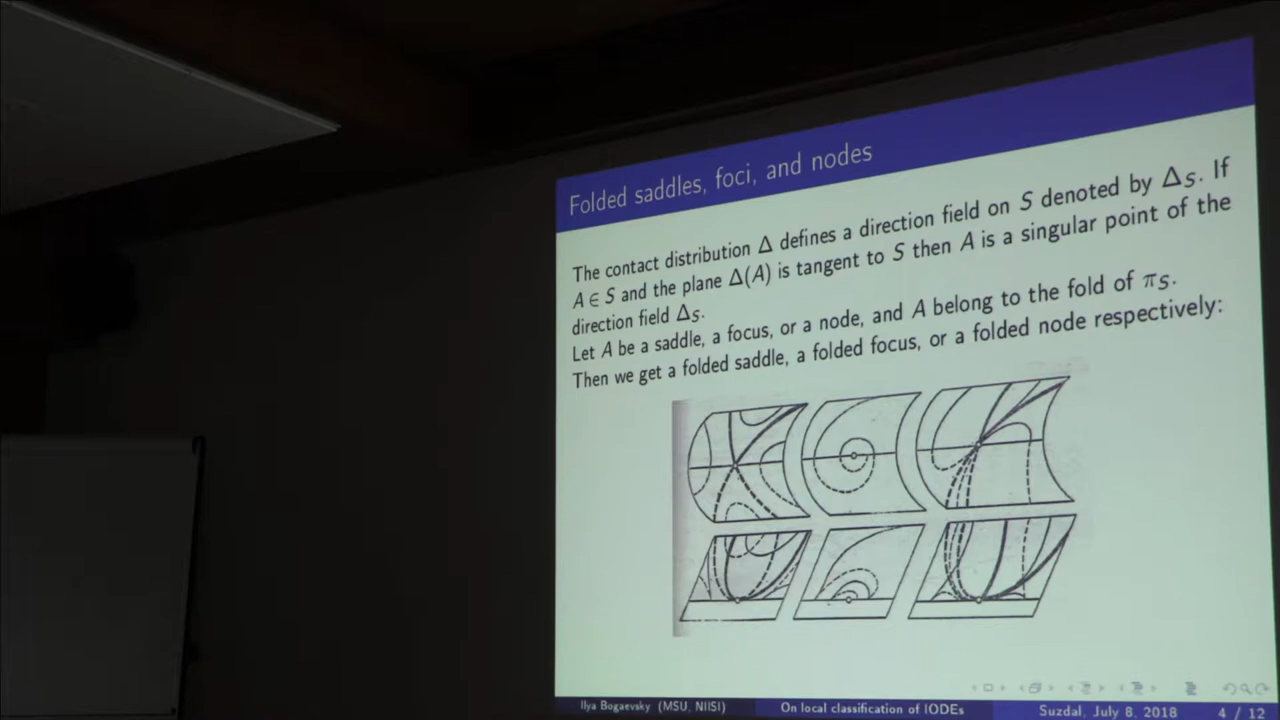 Folded saddles, foci, and nodes
The contact distribution Δ defines a direction field on S denoted by Δ_S. If
A ∈ S and the plane Δ(A) is tangent to S then A is a singular point of the
direction field Δ_S.
Let A be a saddle, a focus, or a node, and A belong to the fold of π_S.
Then we get a folded saddle, a folded focus, or a folded node respectively:
Ilya Bogaevsky (MSU, NIISI) On local classification of IODEs Suzdal, July 8, 2018 4 / 12